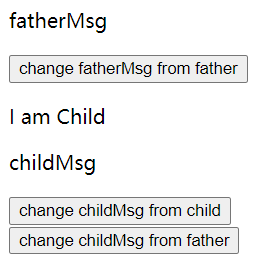 fatherMsg
change fatherMsg from father
I am Child
childMsg
change childMsg from child
change childMsg from father